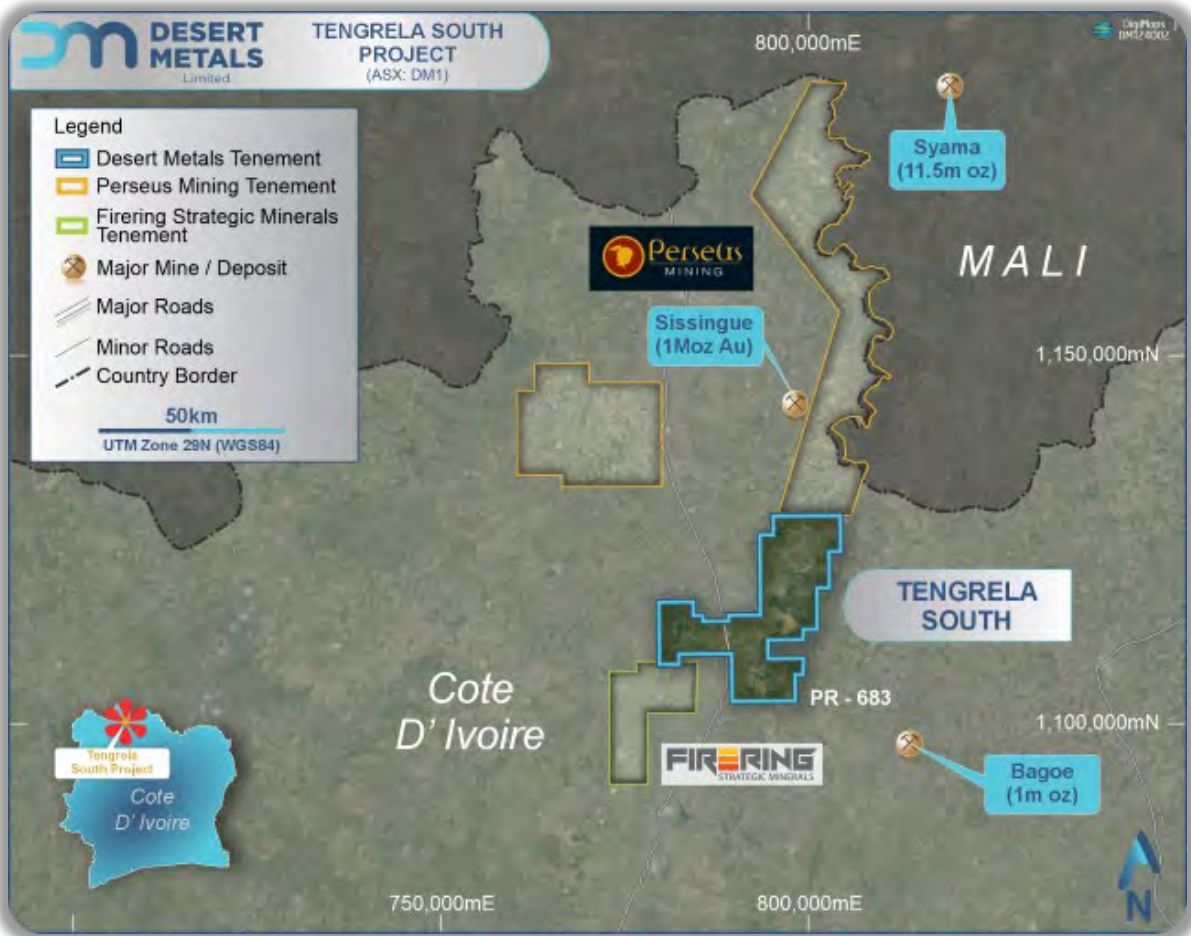 DESERT
METALS
Limited
TENGRELA SOUTH
PROJECT
(ASX: DM1)
800,000mE
DigiMaps
DM124002
Legend
Desert Metals Tenement
Perseus Mining Tenement
Firering Strategic Minerals
Tenement
Major Mine / Deposit
Major Roads
Minor Roads
Country Border
50km
UTM Zone 29N (WGS84)
Syama
(11.5m oz)
Perseus
MINING
MALI
Sissingue
(1Moz Au)
1,150,000mN
TENGRELA
SOUTH
PR - 683
Cote
D' Ivoire
1,100,000mN
FIRERING
STRATEGIC MINERALS
Bagoe
(1m oz)
Tengrela
South Project
Cote
D' Ivoire
N
750,000mE
800,000mE